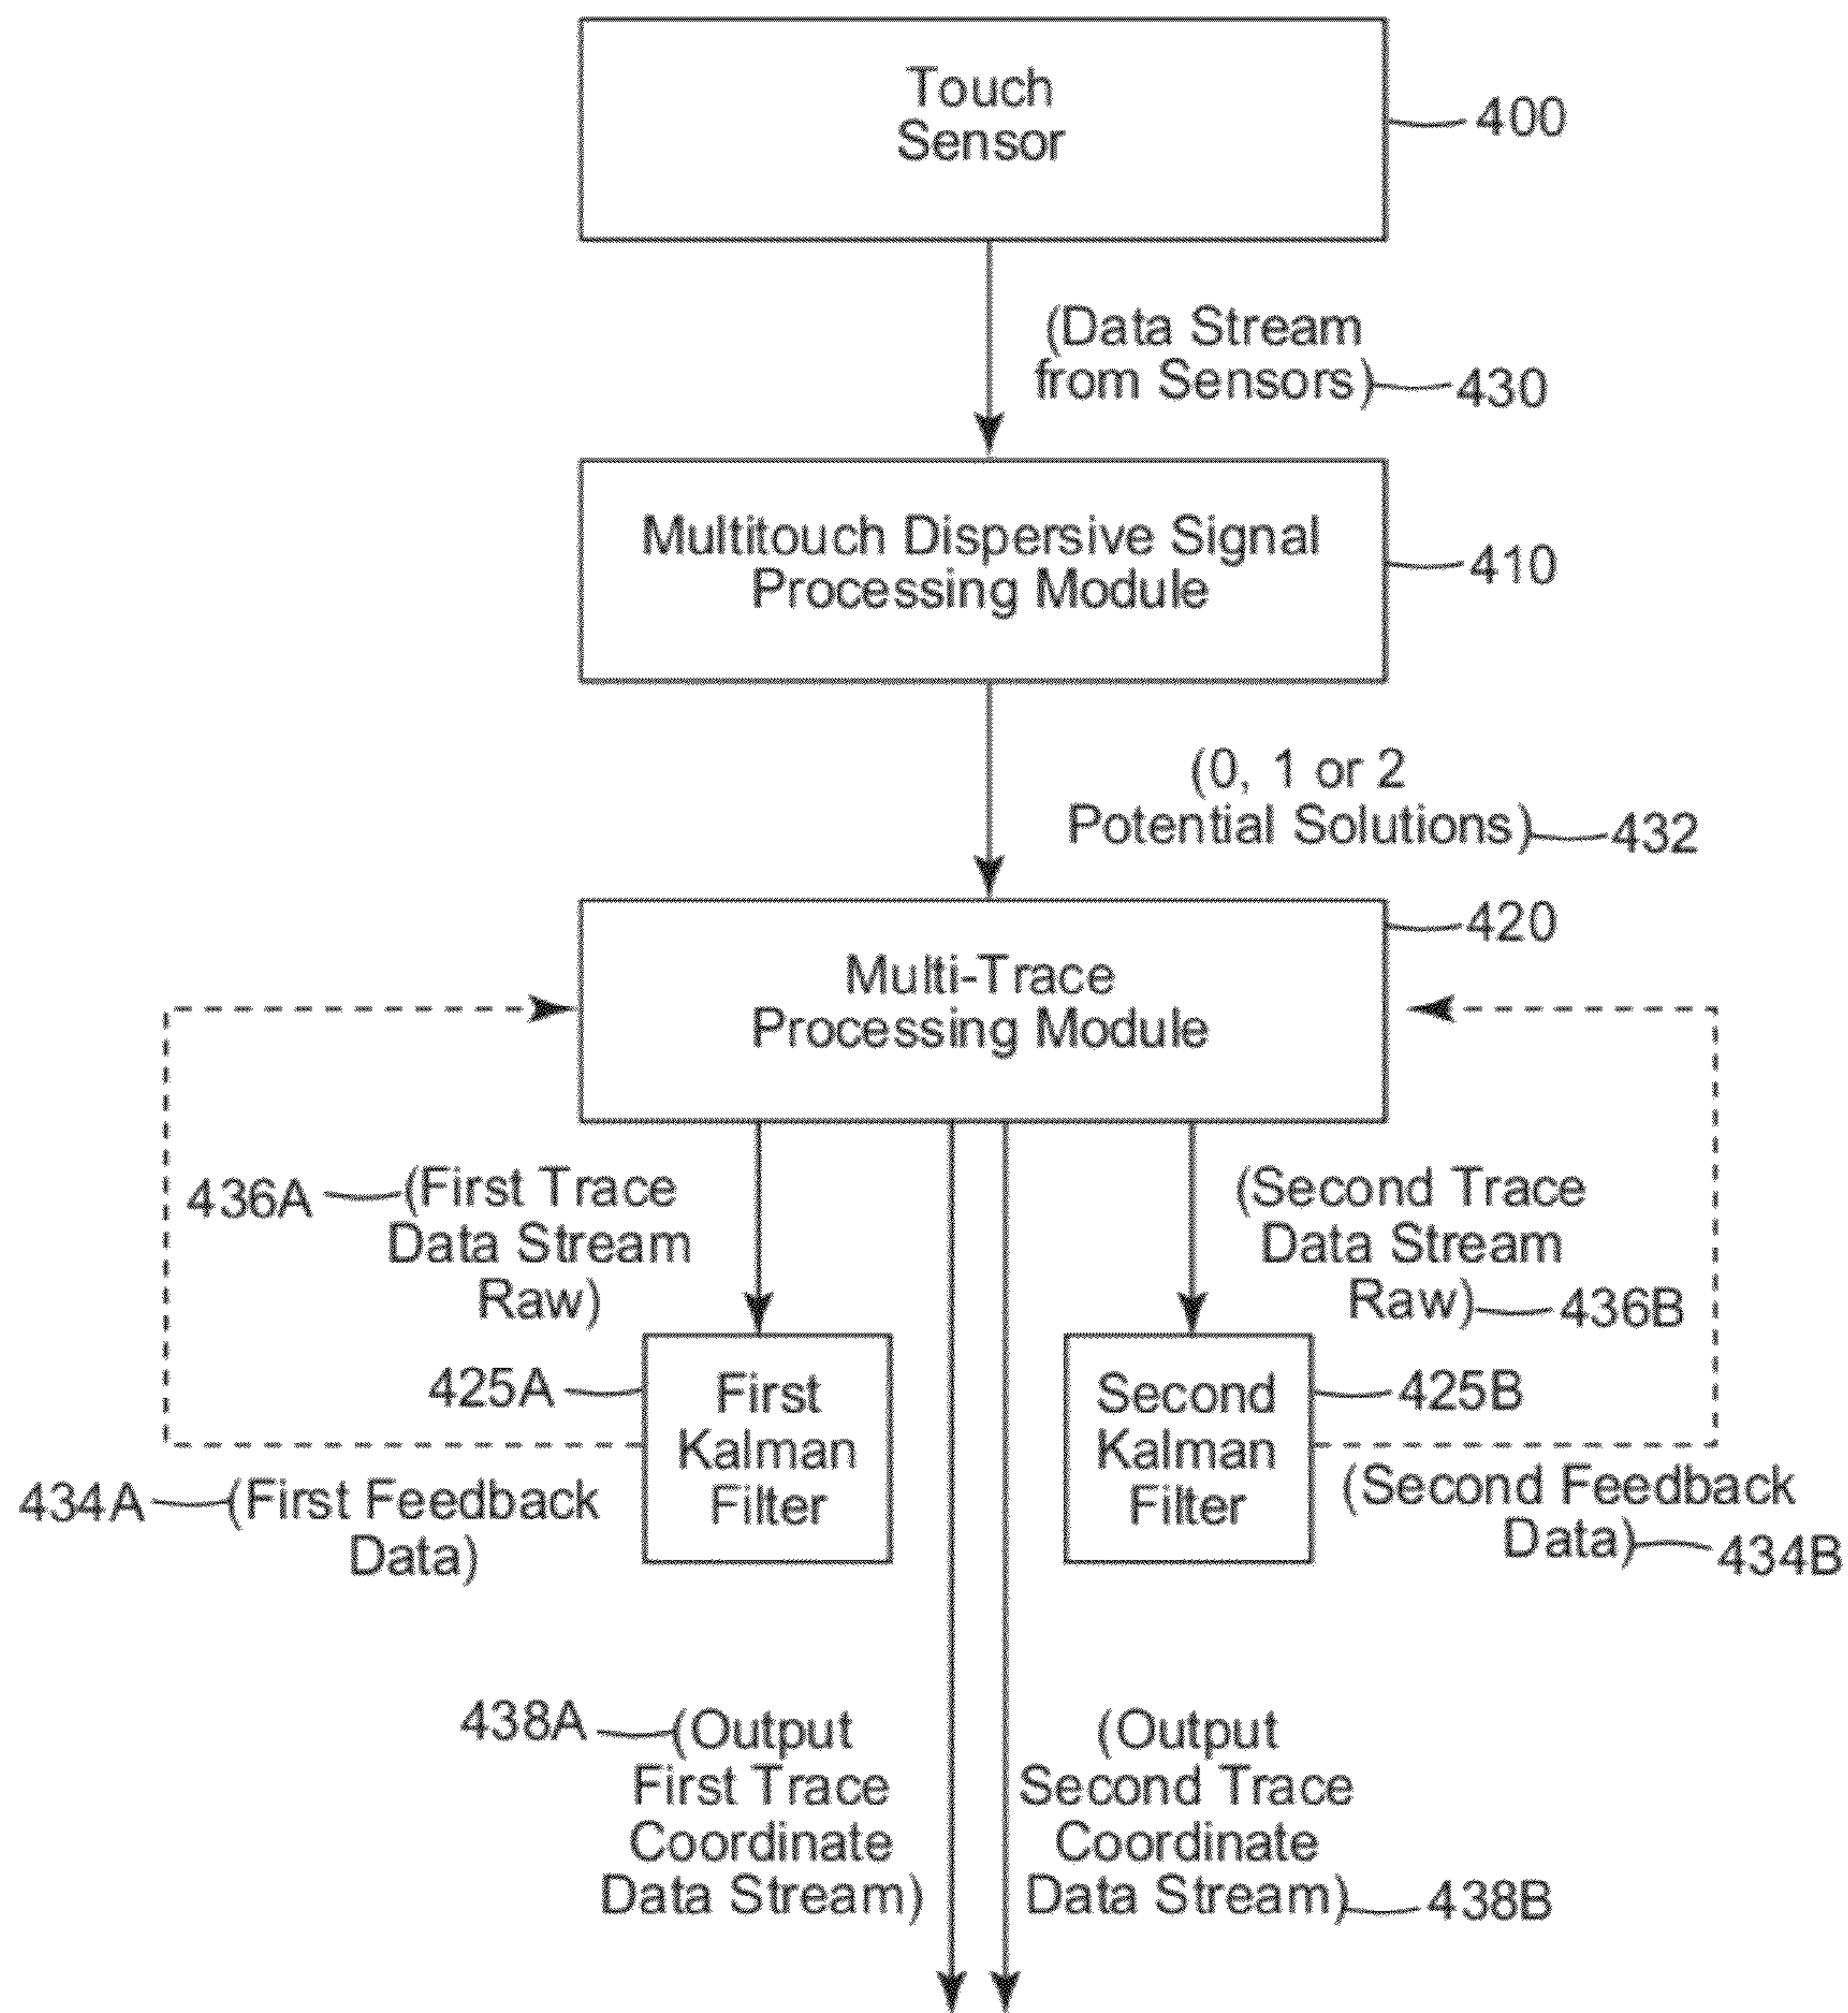 Touch
Sensor
400
(Data Stream
from Sensors)
430
Multitouch Dispersive Signal
Processing Module
410
(0, 1 or 2
Potential Solutions)
432
420
Multi-Trace
Processing Module
436A
(First Trace
Data Stream
Raw)
(Second Trace
Data Stream
Raw)
436B
425A
First
Kalman
Filter
Second
Kalman
Filter
425B
434A
(First Feedback
Data)
(Second Feedback
Data)
434B
438A
(Output
First Trace
Coordinate
Data Stream)
(Output
Second Trace
Coordinate
Data Stream)
438B